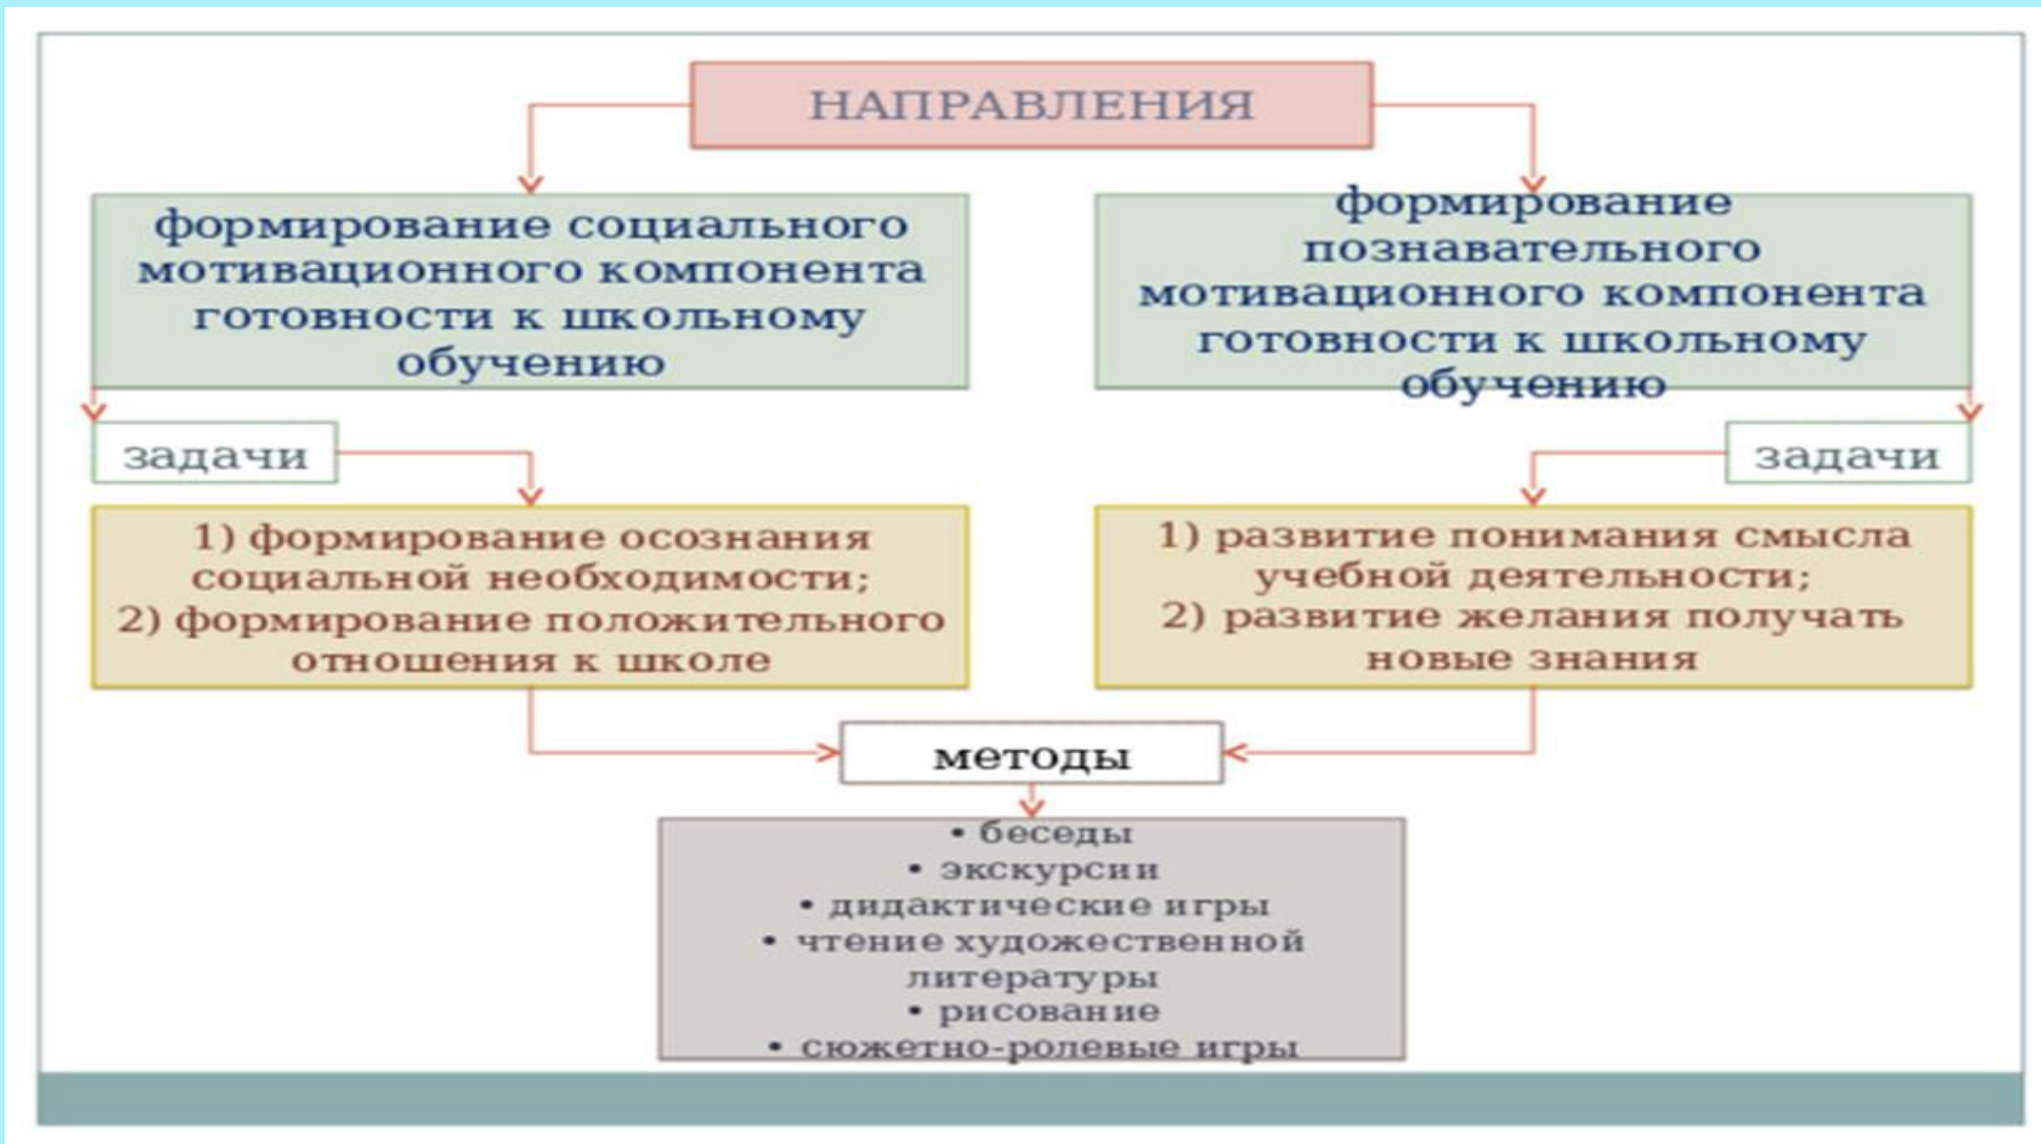 НАПРАВЛЕНИЯ
формирование социального
мотивационного компонента
готовности к школьному
обучению
формирование
познавательного
мотивационного компонента
готовности к школьному
обучению
задачи
задачи
1) формирование осознания
социальной необходимости;
2) формирование положительного
отношения к школе
1) развитие понимания смысла
учебной деятельности;
2) развитие желания получать
новые знания
методы
• беседы
• экскурсии
• дидактические игры
• чтение художественной
литературы
• рисование
• сюжетно-ролевые игры